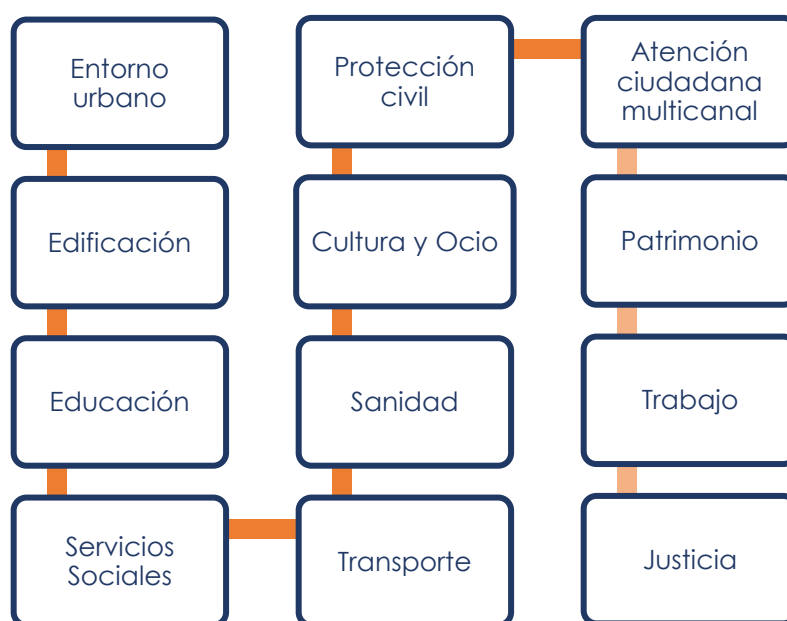 Entorno
urbano
Edificación
Educación
Servicios
Sociales
Transporte
Sanidad
Cultura y Ocio
Protección
civil
Atención
ciudadana
multicanal
Patrimonio
Trabajo
Justicia